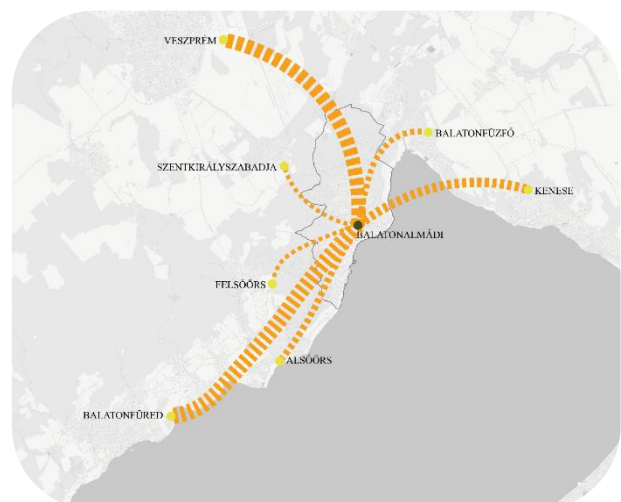 VESZPRÉM
BALATONFŰZFŐ
SZENTKIRÁLYSZABADJA
KENESE
BALATONALMÁDI
FELSŐÖRS
ALSÓÖRS
BALATONFÜRED